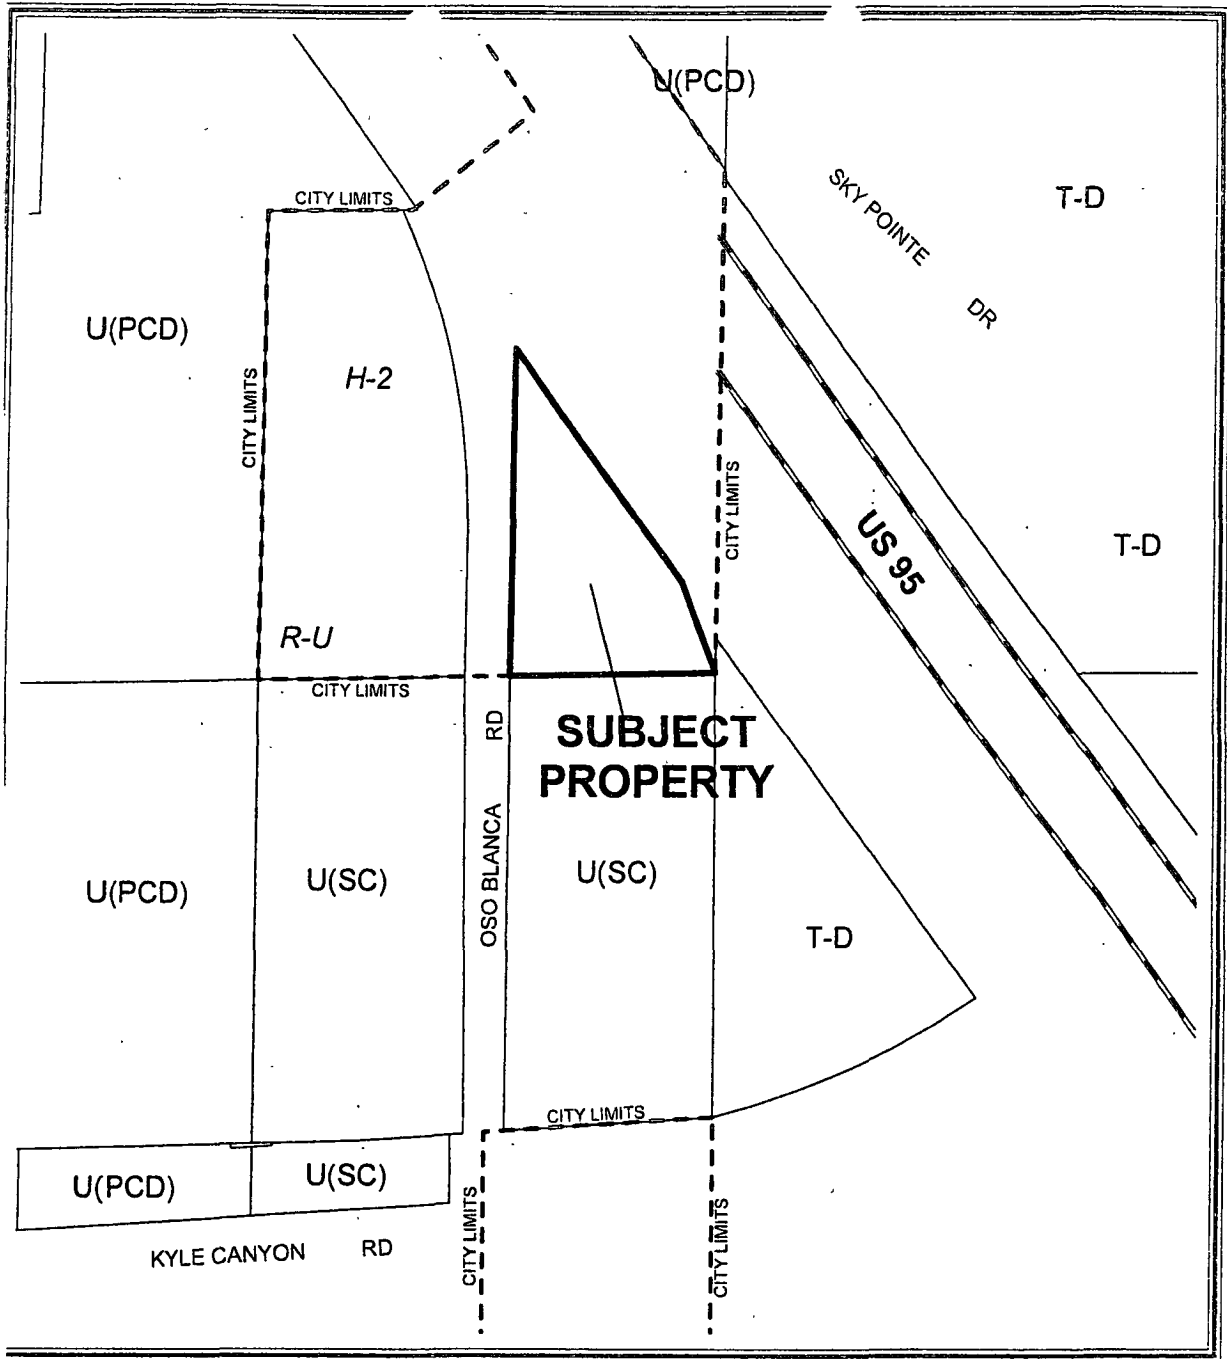 U(PCD)
SKY POINTE
DR
T-D
CITY LIMITS
U(PCD)
H-2
CITY LIMITS
CITY LIMITS
US 95
T-D
R-U
CITY LIMITS
SUBJECT
PROPERTY
OSO BLANCA RD
U(PCD)
U(SC)
U(SC)
T-D
CITY LIMITS
U(PCD)
U(SC)
CITY LIMITS
CITY LIMITS
KYLE CANYON RD